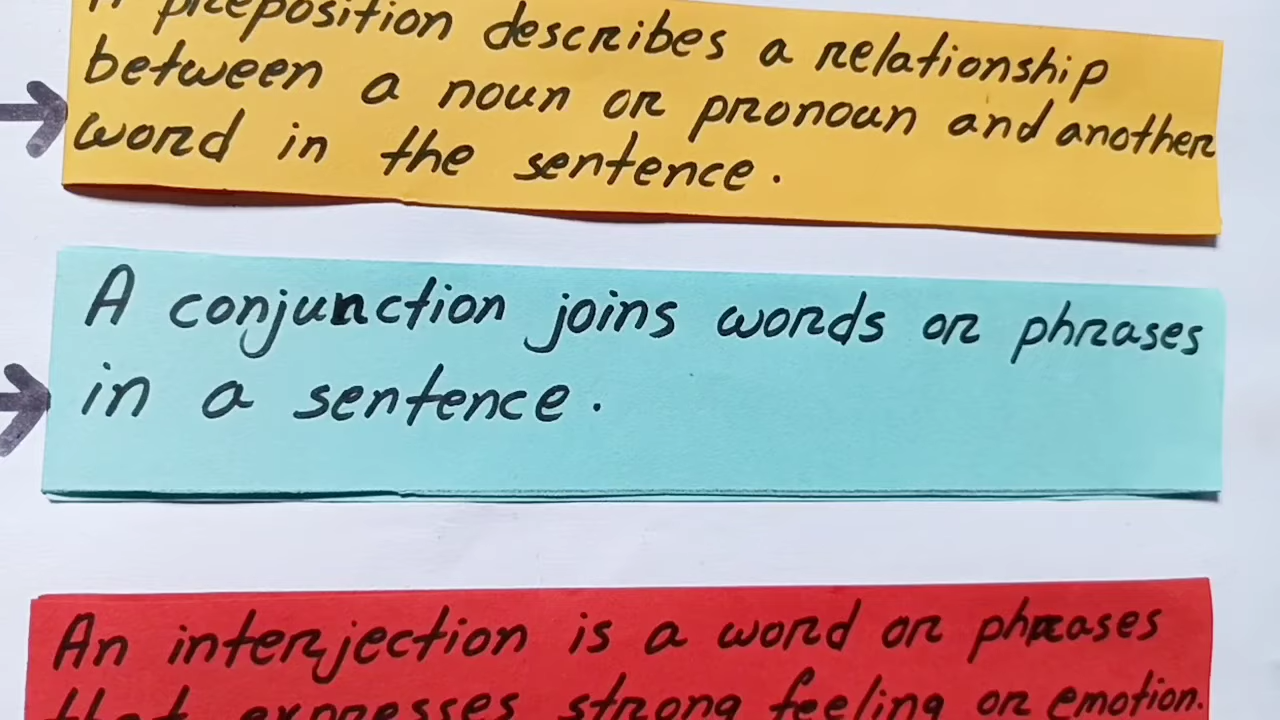 A preposition describes a relationship
between a noun or pronoun and another
word in the sentence.
A conjunction joins words or phrases
in a sentence.
An interjection is a word or phrases
that expresses strong feeling or emotion.